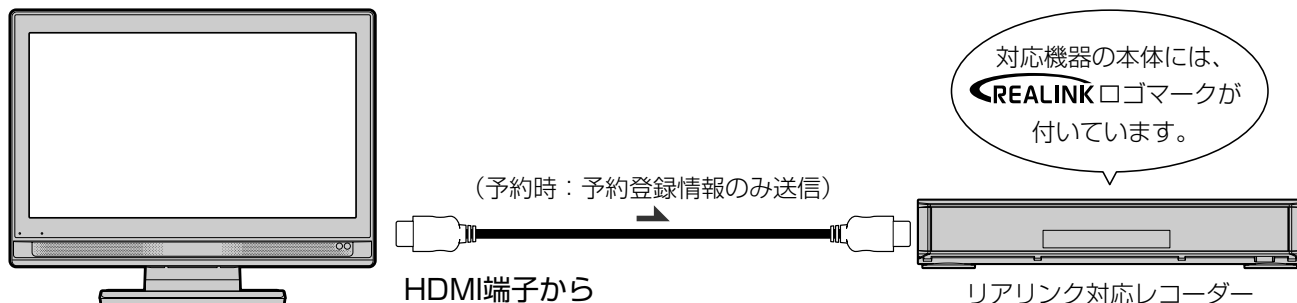 対応機器の本体には、
REALINKロゴマークが
付いています。
（予約時：予約登録情報のみ送信）
HDMI端子から
リアリンク対応レコーダー